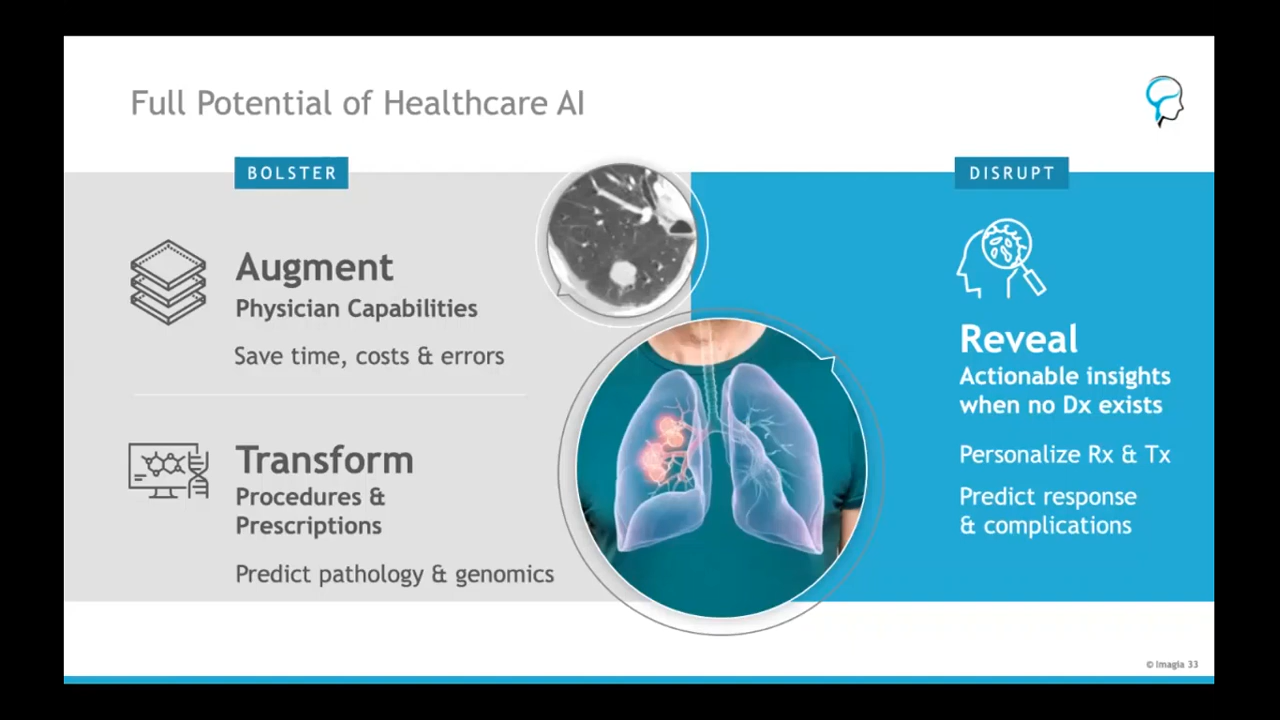 Full Potential of Healthcare AI
BOLSTER
Augment
Physician Capabilities
Save time, costs & errors
Transform
Procedures &
Prescriptions
Predict pathology & genomics
DISRUPT
Reveal
Actionable insights
when no Dx exists
Personalize Rx & Tx
Predict response
& complications
© Imagia 33